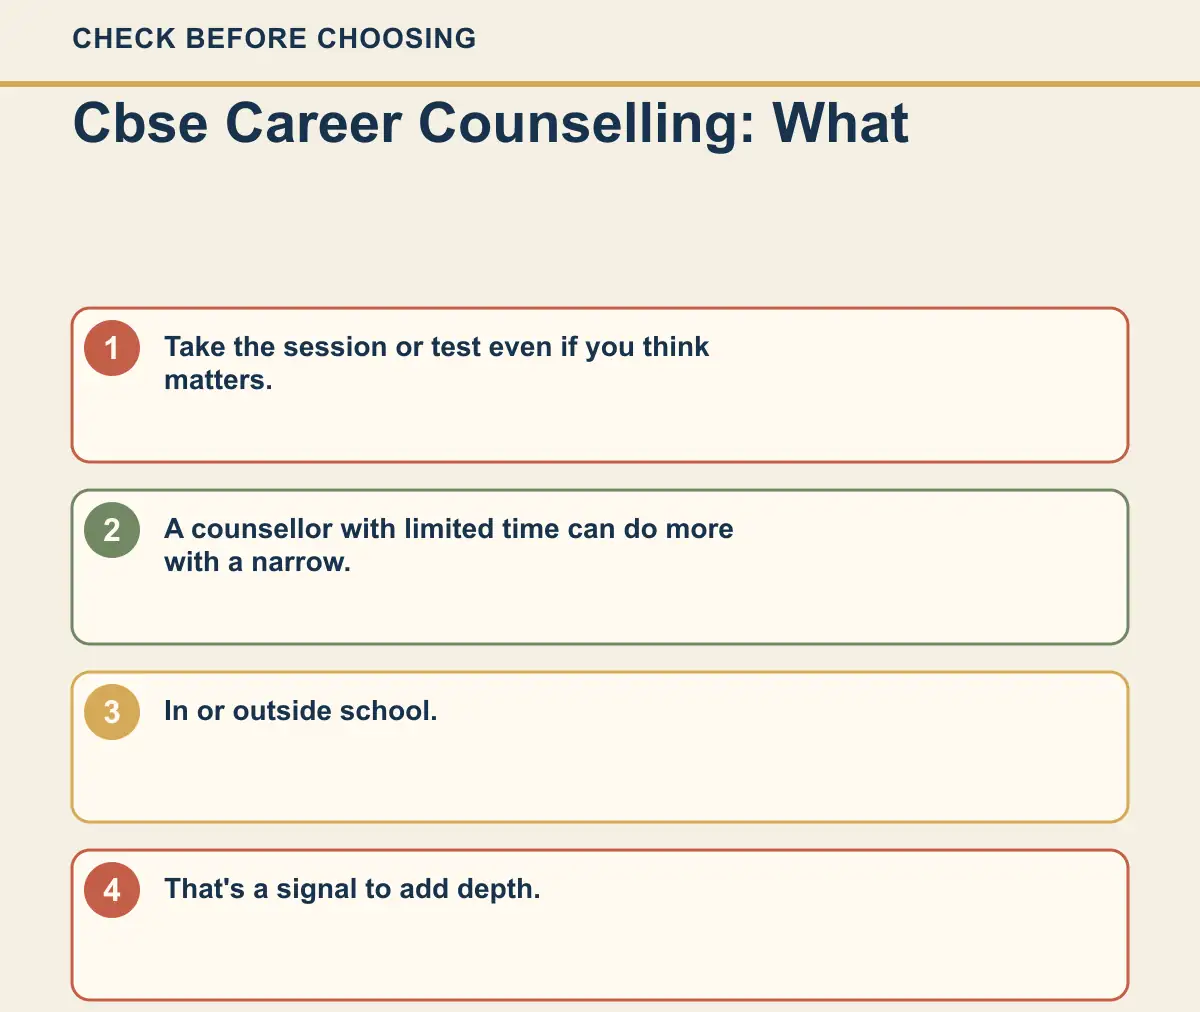 CHECK BEFORE CHOOSING
Cbse Career Counselling: What
1
Take the session or test even if you think
matters.
2
A counsellor with limited time can do more
with a narrow.
3
In or outside school.
4
That's a signal to add depth.